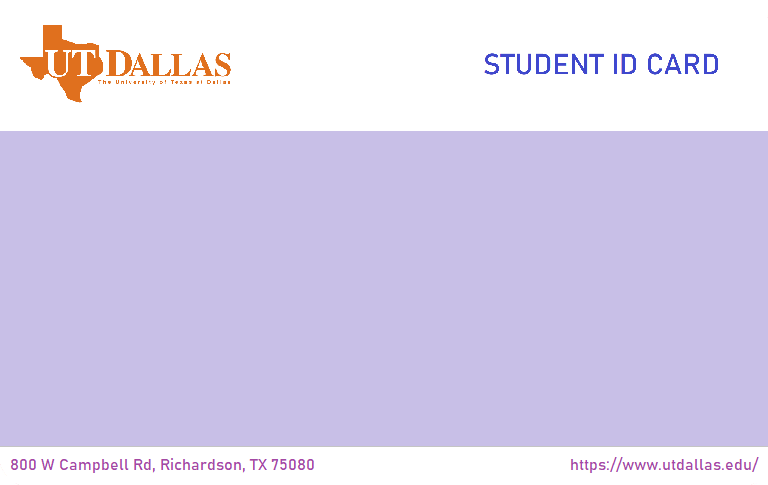 UT DALLAS
The University of Texas at Dallas
STUDENT ID CARD
800 W Campbell Rd, Richardson, TX 75080
https://www.utdallas.edu/